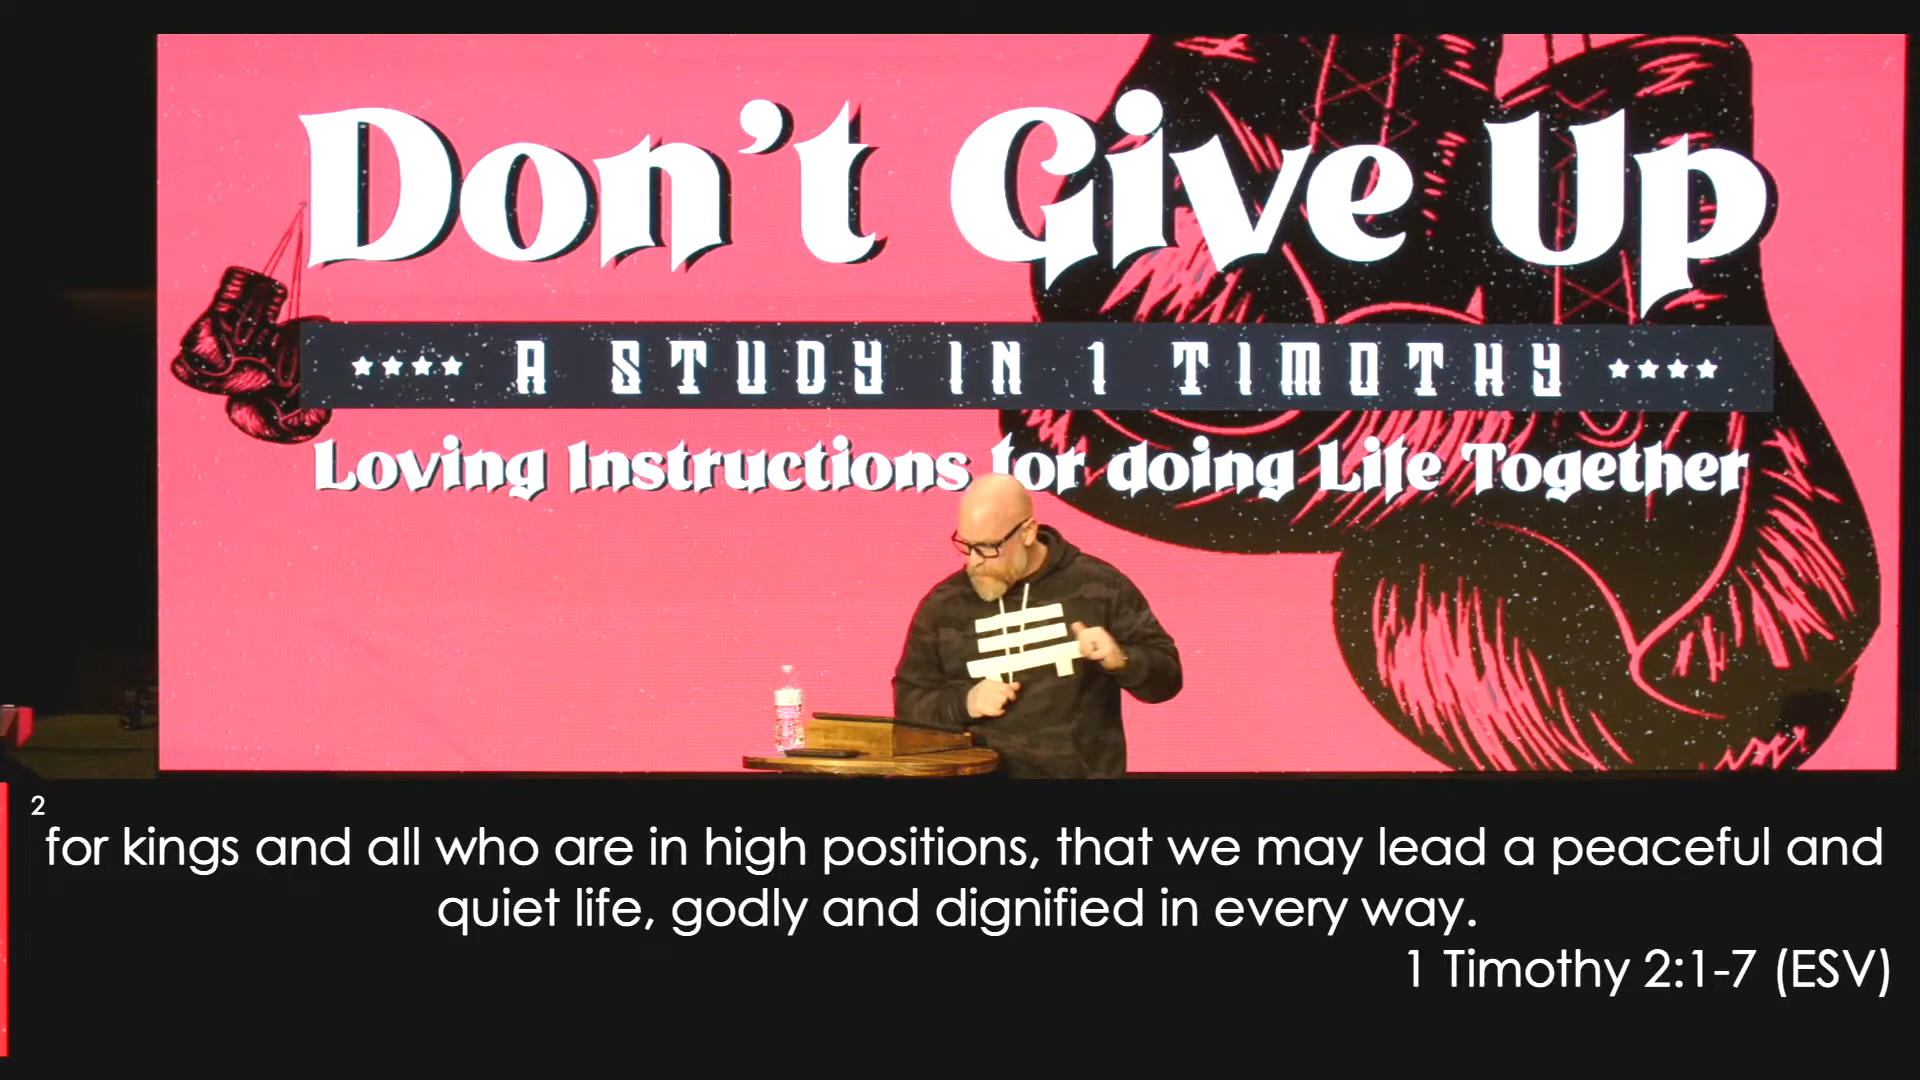 Don't Give Up
A STUDY IN 1 TIMOTHY
Loving Instructions for doing Life Together
2
for kings and all who are in high positions, that we may lead a peaceful and
quiet life, godly and dignified in every way.
1 Timothy 2:1-7 (ESV)